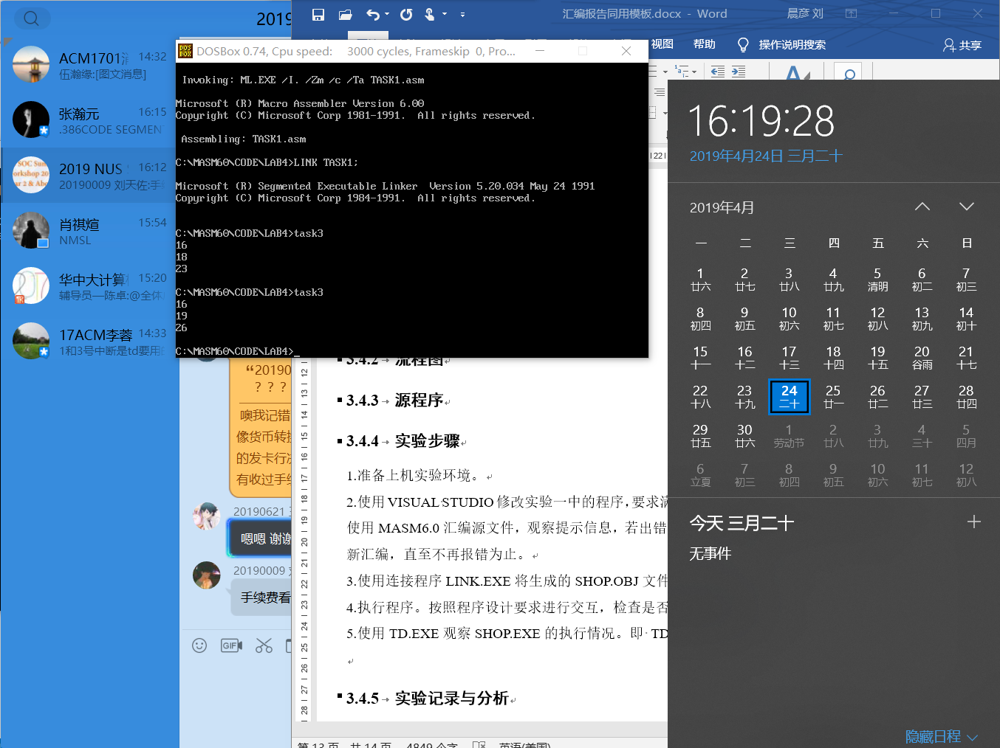 2019
汇编报告同用模板.docx - Word
晨彦 刘
视图
帮助
操作说明搜索
共享
ACM1701
14:32
伍瀚缘:[图文消息]
张瀚元
16:15
.386CODE SEGMEN
2019 NUS
16:12
20190009 刘天佐:手
肖祺煊
15:54
NMSL
华中大计算
15:20
辅导员—陈卓:@全体
17ACM李蓉
14:33
1和3号中断是td要用
DOSBox 0.74, Cpu speed: 3000 cycles, Frameskip 0, Pro...
Invoking: ML.EXE /I. /Zm /c /Ta TASK1.asm
Microsoft (R) Macro Assembler Version 6.00
Copyright (C) Microsoft Corp 1981-1991. All rights reserved.
Assembling: TASK1.asm
C:\MASM60\CODE\LAB4>LINK TASK1;
Microsoft (R) Segmented Executable Linker Version 5.20.034 May 24 1991
Copyright (C) Microsoft Corp 1984-1991. All rights reserved.
C:\MASM60\CODE\LAB4>task3
16
18
23
C:\MASM60\CODE\LAB4>task3
16
19
26
C:\MASM60\CODE\LAB4>_
“20190
？？？
噢我记错
像货币转
的发卡行
有收过手
20190621
嗯嗯 谢谢
20190009
手续费看
GIF
3.4.2 流程图
3.4.3 源程序
3.4.4 实验步骤
1.准备上机实验环境。
2.使用 VISUAL STUDIO 修改实验一中的程序，要求满
使用 MASM6.0 汇编源文件，观察提示信息，若出错
新汇编，直至不再报错为止。
3.使用连接程序 LINK.EXE 将生成的 SHOP.OBJ 文件
4.执行程序。按照程序设计要求进行交互，检查是否
5.使用 TD.EXE 观察 SHOP.EXE 的执行情况。即 TD
3.4.5 实验记录与分析
第 13 页，共 14 页 4849 个字 英语(美国)
16:19:28
2019年4月24日 三月二十
2019年4月
一 二 三 四 五 六 日
1 2 3 4 5 6 7
廿六 廿七 廿八 廿九 清明 初二 初三
8 9 10 11 12 13 14
初四 初五 初六 初七 初八 初九 初十
15 16 17 18 19 20 21
十一 十二 十三 十四 十五 谷雨 十七
22 23 24 25 26 27 28
十八 十九 二十 廿一 廿二 廿三 廿四
29 30 1 2 3 4 5
廿五 廿六 劳动节 廿八 廿九 三十 四月
6 7 8 9 10 11 12
立夏 初三 初四 初五 初六 初七 初八
今天 三月二十
无事件
隐藏日程